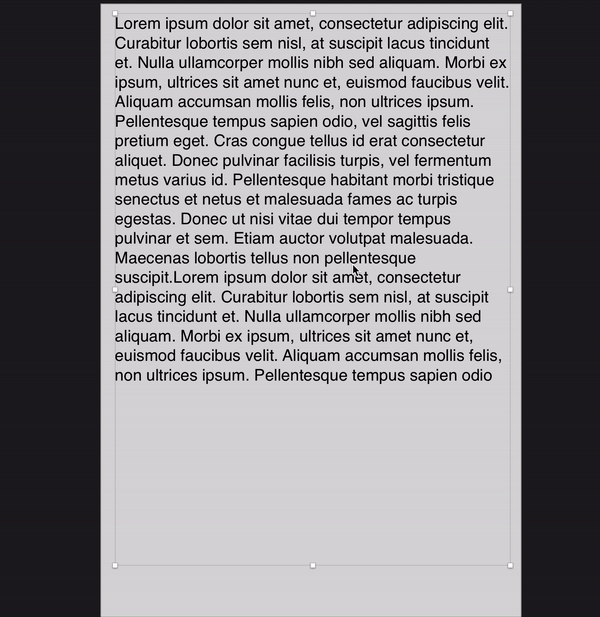 Lorem ipsum dolor sit amet, consectetur adipiscing elit.
Curabitur lobortis sem nisl, at suscipit lacus tincidunt
et. Nulla ullamcorper mollis nibh sed aliquam. Morbi ex
ipsum, ultrices sit amet nunc et, euismod faucibus velit.
Aliquam accumsan mollis felis, non ultrices ipsum.
Pellentesque tempus sapien odio, vel sagittis felis
pretium eget. Cras congue tellus id erat consectetur
aliquet. Donec pulvinar facilisis turpis, vel fermentum
metus varius id. Pellentesque habitant morbi tristique
senectus et netus et malesuada fames ac turpis
egestas. Donec ut nisi vitae dui tempor tempus
pulvinar et sem. Etiam auctor volutpat malesuada.
Maecenas lobortis tellus non pellentesque
suscipit.Lorem ipsum dolor sit amet, consectetur
adipiscing elit. Curabitur lobortis sem nisl, at suscipit
lacus tincidunt et. Nulla ullamcorper mollis nibh sed
aliquam. Morbi ex ipsum, ultrices sit amet nunc et,
euismod faucibus velit. Aliquam accumsan mollis felis,
non ultrices ipsum. Pellentesque tempus sapien odio